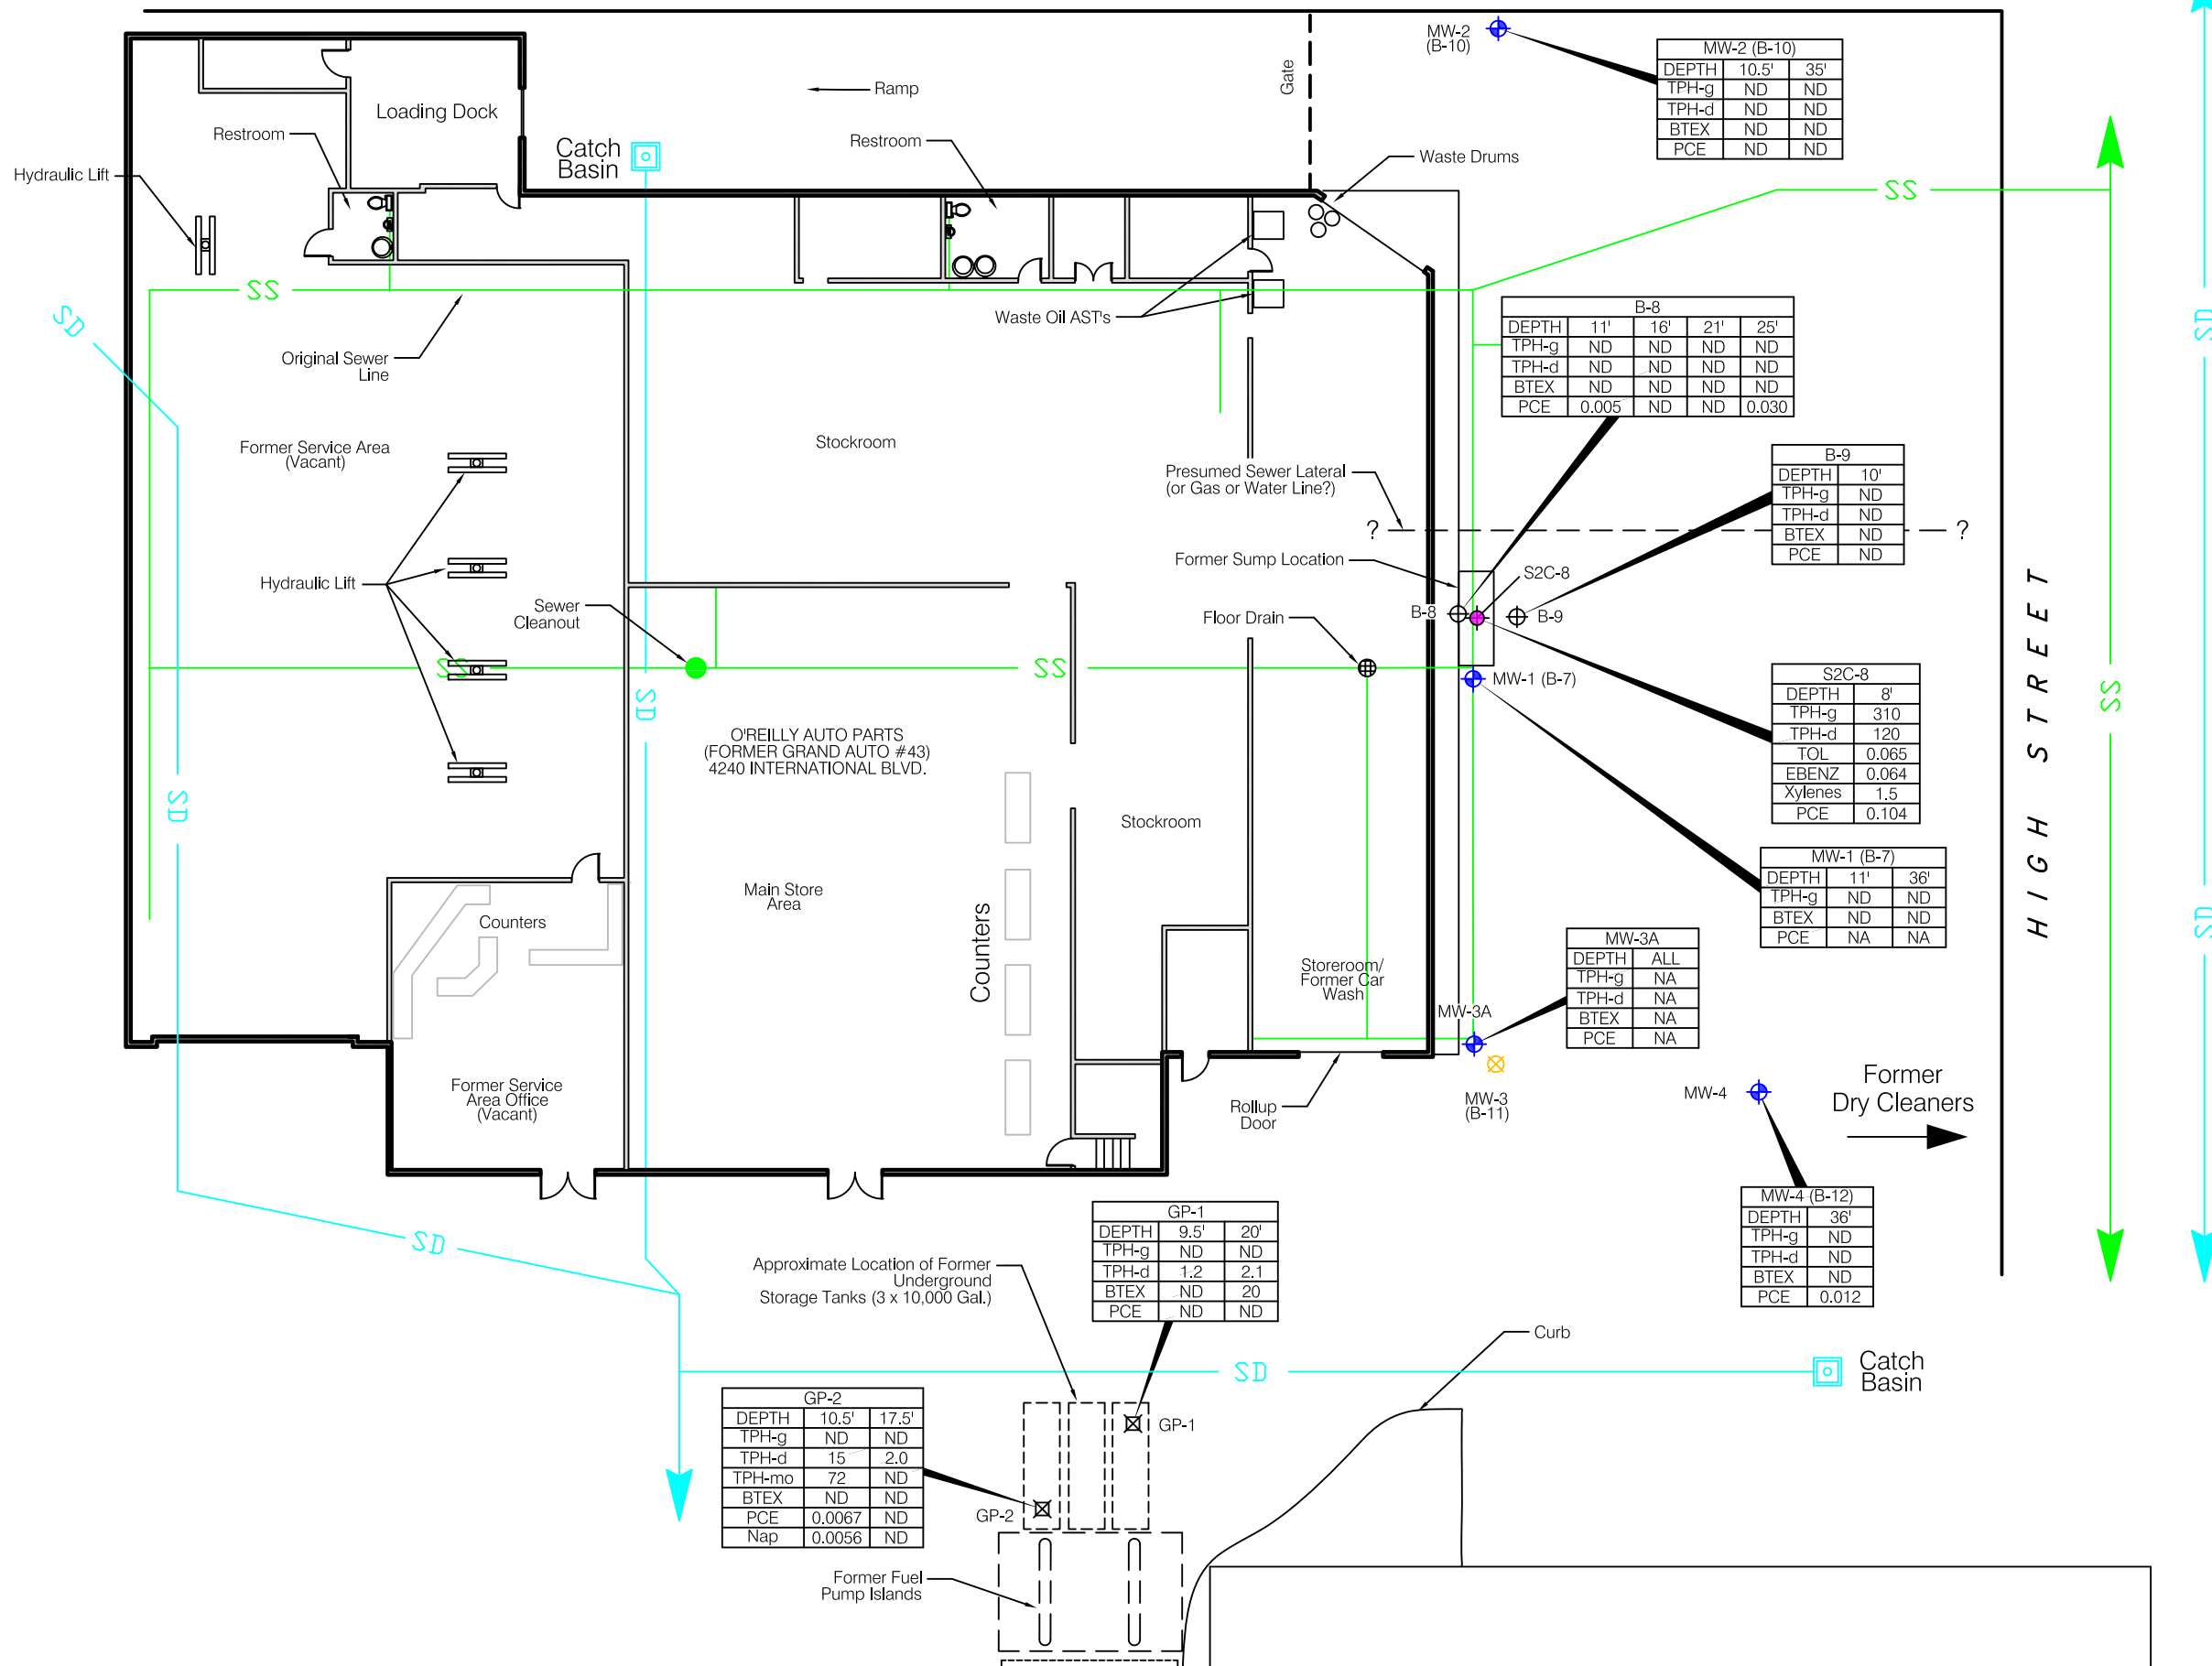 MW-2
(B-10)
MW-2 (B-10)
DEPTH 10.5' 35'
TPH-g ND ND
TPH-d ND ND
BTEX ND ND
PCE ND ND
Gate
Ramp
Loading Dock
Restroom
Catch
Basin
Restroom
Waste Drums
Hydraulic Lift
SS
SS
SD
SD
Waste Oil AST's
Original Sewer
Line
B-8
DEPTH 11' 16' 21' 25'
TPH-g ND ND ND ND
TPH-d ND ND ND ND
BTEX ND ND ND ND
PCE 0.005 ND ND 0.030
Former Service Area
(Vacant)
Stockroom
Presumed Sewer Lateral
(or Gas or Water Line?)
? ?
B-9
DEPTH 10'
TPH-g ND
TPH-d ND
BTEX ND
PCE ND
Former Sump Location
S2C-8
B-8
B-9
Hydraulic Lift
Sewer
Cleanout
Floor Drain
SS
SS
SS
SD
MW-1 (B-7)
S2C-8
DEPTH 8'
TPH-g 310
TPH-d 120
TOL 0.065
EBENZ 0.064
Xylenes 1.5
PCE 0.104
HIGH STREET
O'REILLY AUTO PARTS
(FORMER GRAND AUTO #43)
4240 INTERNATIONAL BLVD.
SD
Stockroom
MW-1 (B-7)
DEPTH 11' 36'
TPH-g ND ND
BTEX ND ND
PCE NA NA
Main Store
Area
Counters
Counters
SD
MW-3A
DEPTH ALL
TPH-g NA
TPH-d NA
BTEX NA
PCE NA
Storeroom/
Former Car
Wash
MW-3A
MW-3
(B-11)
Former Service
Area Office
(Vacant)
Rollup
Door
MW-4
Former
Dry Cleaners
MW-4 (B-12)
DEPTH 36'
TPH-g ND
TPH-d ND
BTEX ND
PCE 0.012
GP-1
DEPTH 9.5' 20'
TPH-g ND ND
TPH-d 1.2 2.1
BTEX ND 20
PCE ND ND
SD
Approximate Location of Former
Underground
Storage Tanks (3 x 10,000 Gal.)
Curb
SD
Catch
Basin
GP-2
DEPTH 10.5' 17.5'
TPH-g ND ND
TPH-d 15 2.0
TPH-mo 72 ND
BTEX ND ND
PCE 0.0067 ND
Nap 0.0056 ND
GP-1
GP-2
Former Fuel
Pump Islands